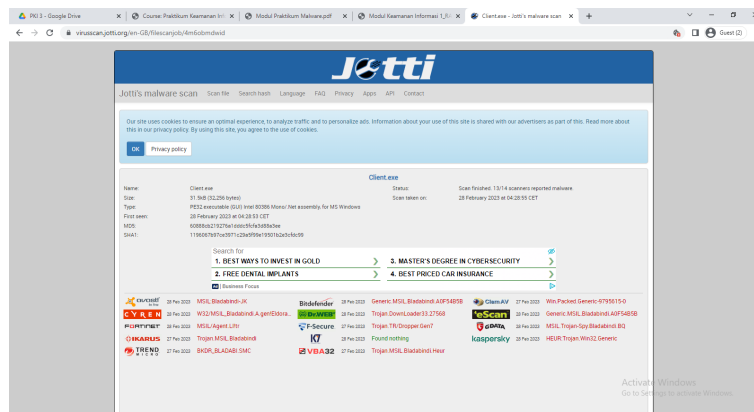 PKI 3 - Google Drive
Course: Praktikum Keamanan Inf
Modul Praktikum Malware.pdf
Modul Keamanan Informasi 1_R
Client.exe - Jotti's malware scan
virusscan.jotti.org/en-GB/filescanjob/4m6obmdwid
Guest (2)
Jotti
Jotti's malware scan Scan file Search hash Language FAQ Privacy Apps API Contact
Our site uses cookies to ensure an optimal experience, to analyze traffic and to personalize ads. Information about your use of this site is shared with our advertisers as part of this. Read more about
this in our privacy policy. By using this site, you agree to the use of cookies.
OK Privacy policy
Client.exe
Name: Client.exe Status: Scan finished. 13/14 scanners reported malware.
Size: 31.5kB (32,256 bytes) Scan taken on: 28 February 2023 at 04:28:55 CET
Type: PE32 executable (GUI) Intel 80386 Mono/.Net assembly, for MS Windows
First seen: 28 February 2023 at 04:28:53 CET
MD5:
SHA1:
Search for
1. BEST WAYS TO INVEST IN GOLD
3. MASTER'S DEGREE IN CYBERSECURITY
2. FREE DENTAL IMPLANTS
4. BEST PRICED CAR INSURANCE
Ad | Business Focus
avast 28 Feb 2023 MSIL:Bladabindi-JK Bitdefender 28 Feb 2023 Generic.MSIL.Bladabindi.A0F54B5B ClamAV 27 Feb 2023 Win.Packed.Generic-9795615-0
CYREN 28 Feb 2023 W32/MSIL_Bladabindi.A.gen!Eldora... Dr.WEB 28 Feb 2023 Trojan.DownLoader33.27568 eScan 28 Feb 2023 Generic.MSIL.Bladabindi.A0F54B5B
FORTINET 28 Feb 2023 MSIL/Agent.LI!tr F-Secure 27 Feb 2023 Trojan.TR/Dropper.Gen7 G DATA 28 Feb 2023 MSIL.Trojan-Spy.Bladabindi.BQ
IKARUS 27 Feb 2023 Trojan.MSIL.Bladabindi K7 28 Feb 2023 Found nothing kaspersky 28 Feb 2023 HEUR:Trojan.Win32.Generic
TREND MICRO 27 Feb 2023 BKDR_BLADABI.SMC VBA32 27 Feb 2023 Trojan.MSIL.Bladabindi.Heur
Activate Windows
Go to Settings to activate Windows.